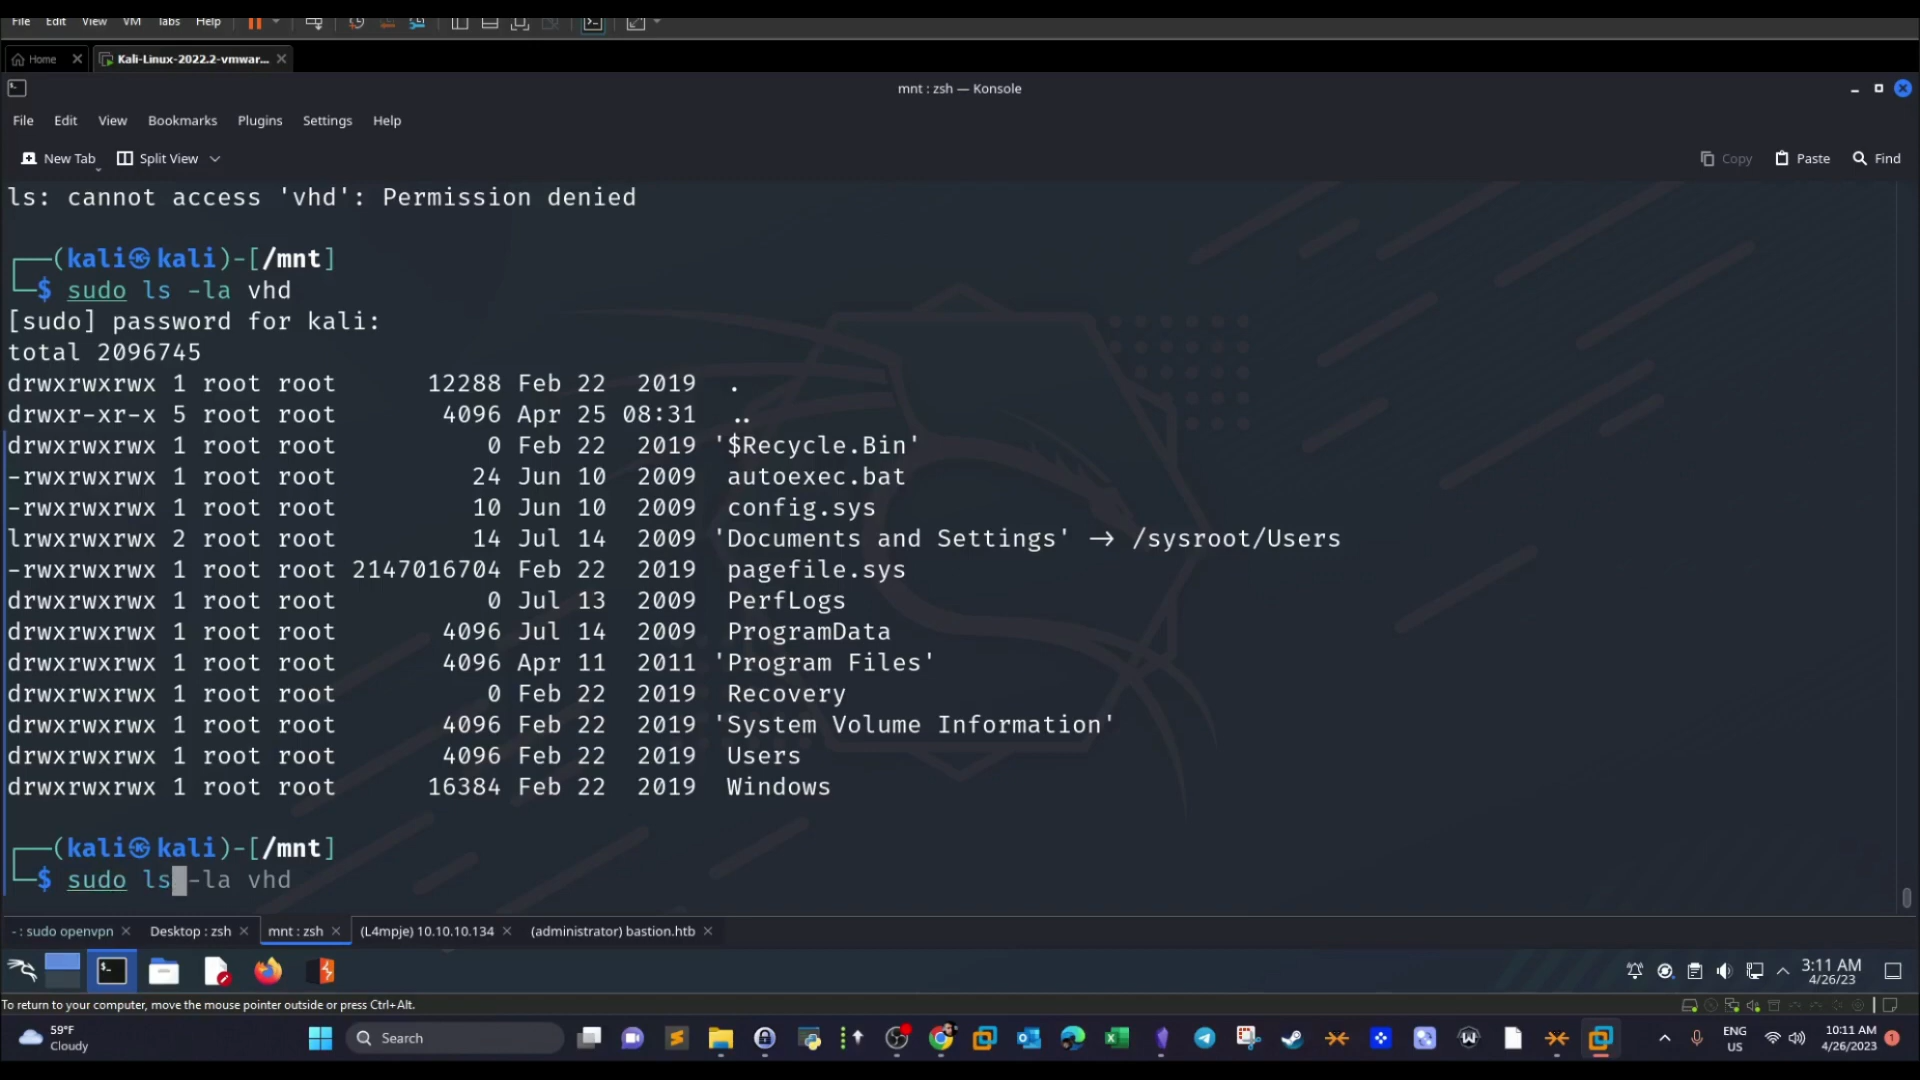 File Edit View VM Tabs Help
Home Kali-Linux-2022.2-vmwar...
mnt : zsh — Konsole
File Edit View Bookmarks Plugins Settings Help
New Tab Split View Copy Paste Find
ls: cannot access 'vhd': Permission denied
┌──(kali㉿kali)-[/mnt]
└─$ sudo ls -la vhd
[sudo] password for kali:
total 2096745
drwxrwxrwx 1 root root 12288 Feb 22 2019 .
drwxr-xr-x 5 root root 4096 Apr 25 08:31 ..
drwxrwxrwx 1 root root 0 Feb 22 2019 '$Recycle.Bin'
-rwxrwxrwx 1 root root 24 Jun 10 2009 autoexec.bat
-rwxrwxrwx 1 root root 10 Jun 10 2009 config.sys
lrwxrwxrwx 2 root root 14 Jul 14 2009 'Documents and Settings' → /sysroot/Users
-rwxrwxrwx 1 root root 2147016704 Feb 22 2019 pagefile.sys
drwxrwxrwx 1 root root 0 Jul 13 2009 PerfLogs
drwxrwxrwx 1 root root 4096 Jul 14 2009 ProgramData
drwxrwxrwx 1 root root 4096 Apr 11 2011 'Program Files'
drwxrwxrwx 1 root root 0 Feb 22 2019 Recovery
drwxrwxrwx 1 root root 4096 Feb 22 2019 'System Volume Information'
drwxrwxrwx 1 root root 4096 Feb 22 2019 Users
drwxrwxrwx 1 root root 16384 Feb 22 2019 Windows
┌──(kali㉿kali)-[/mnt]
└─$ sudo ls -la vhd
- : sudo openvpn Desktop : zsh mnt : zsh (L4mpje) 10.10.10.134 (administrator) bastion.htb
3:11 AM
4/26/23
To return to your computer, move the mouse pointer outside or press Ctrl+Alt.
59°F
Cloudy
Search
ENG
US
10:11 AM
4/26/2023
1